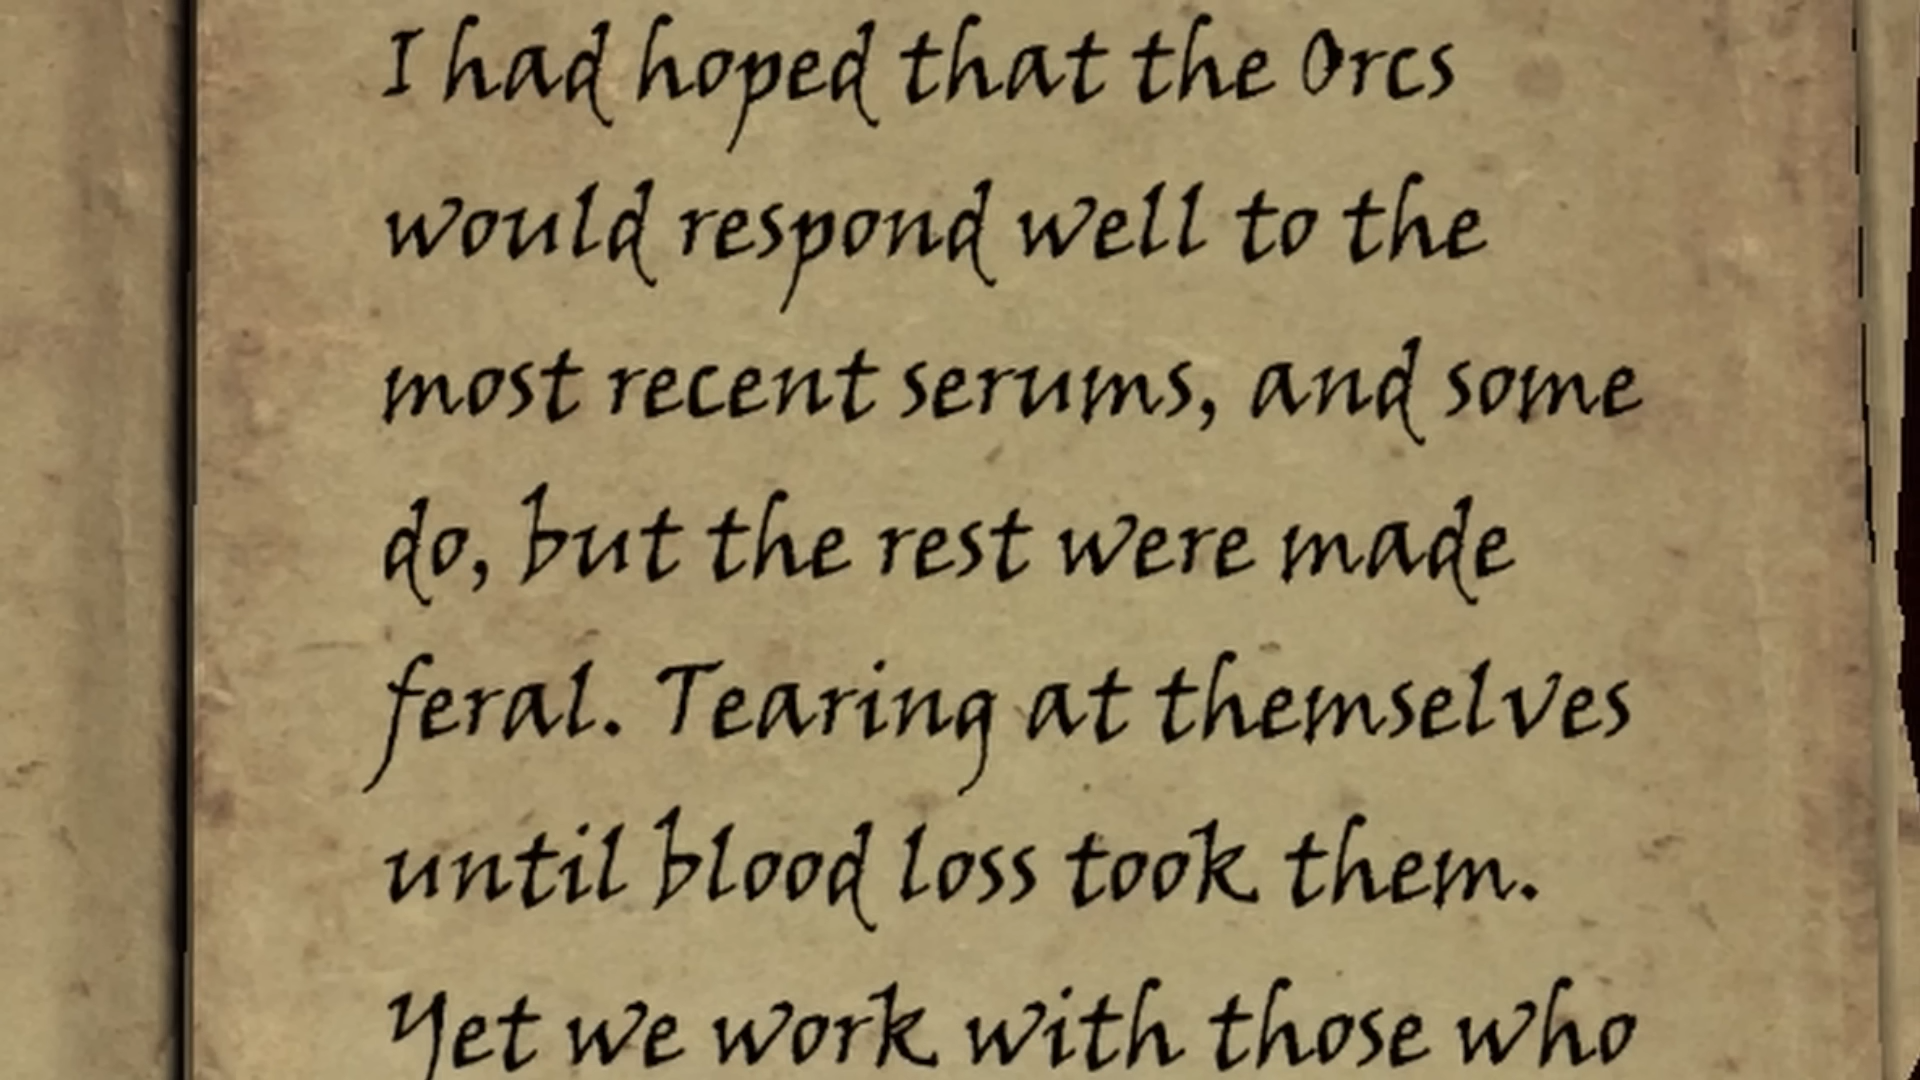 I had hoped that the Orcs
would respond well to the
most recent serums, and some
do, but the rest were made
feral. Tearing at themselves
until blood loss took them.
Yet we work with those who